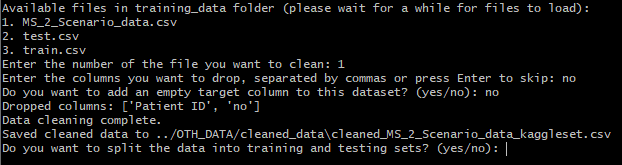 Available files in training_data folder (please wait for a while for files to load):
1. MS_2_Scenario_data.csv
2. test.csv
3. train.csv
Enter the number of the file you want to clean: 1
Enter the columns you want to drop, separated by commas or press Enter to skip: no
Do you want to add an empty target column to this dataset? (yes/no): no
Dropped columns: ['Patient ID', 'no']
Data cleaning complete.
Saved cleaned data to ../OTH_DATA/cleaned_data\cleaned_MS_2_Scenario_data_kaggleset.csv
Do you want to split the data into training and testing sets? (yes/no):